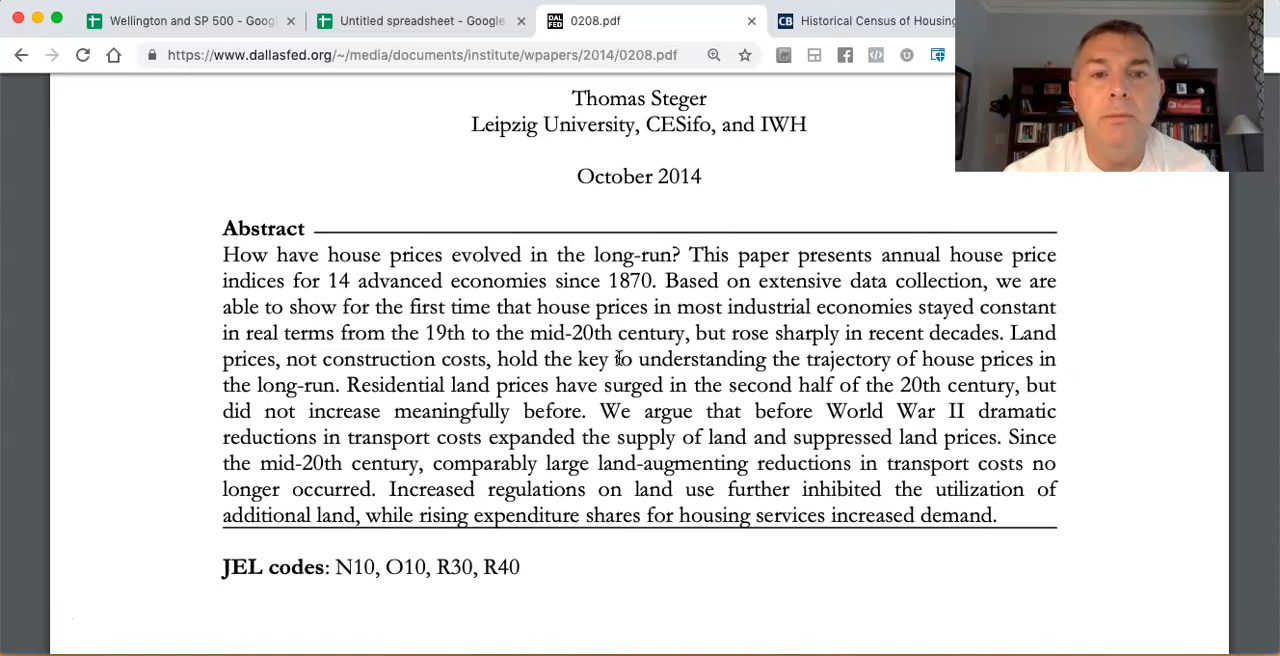 Wellington and SP 500 - Goog
Untitled spreadsheet - Google
DAL FED
0208.pdf
CB
Historical Census of Housing
https://www.dallasfed.org/~/media/documents/institute/wpapers/2014/0208.pdf
Thomas Steger
Leipzig University, CESifo, and IWH
October 2014
Abstract
How have house prices evolved in the long-run? This paper presents annual house price
indices for 14 advanced economies since 1870. Based on extensive data collection, we are
able to show for the first time that house prices in most industrial economies stayed constant
in real terms from the 19th to the mid-20th century, but rose sharply in recent decades. Land
prices, not construction costs, hold the key to understanding the trajectory of house prices in
the long-run. Residential land prices have surged in the second half of the 20th century, but
did not increase meaningfully before. We argue that before World War II dramatic
reductions in transport costs expanded the supply of land and suppressed land prices. Since
the mid-20th century, comparably large land-augmenting reductions in transport costs no
longer occurred. Increased regulations on land use further inhibited the utilization of
additional land, while rising expenditure shares for housing services increased demand.
JEL codes: N10, O10, R30, R40